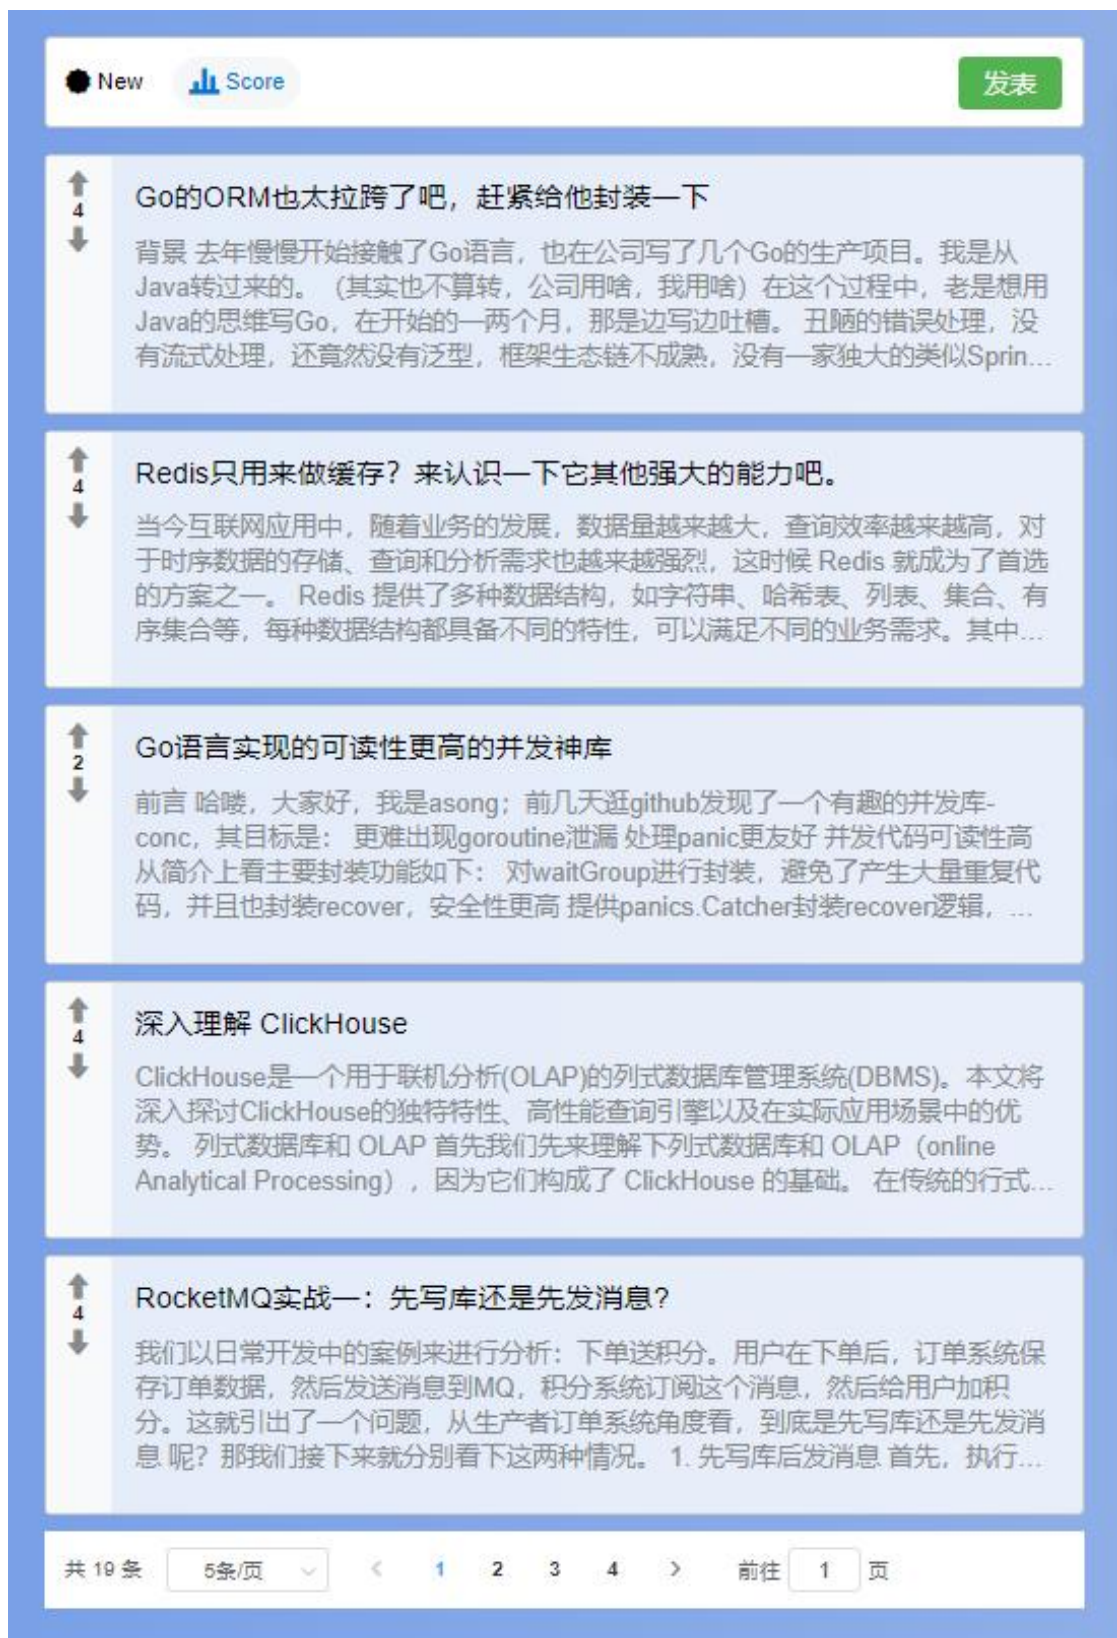 New Score 发表
4
Go的ORM也太拉跨了吧，赶紧给他封装一下
背景 去年慢慢开始接触了Go语言，也在公司写了几个Go的生产项目。我是从
Java转过来的。（其实也不算转，公司用啥，我用啥）在这个过程中，老是想用
Java的思维写Go，在开始的一两个月，那是边写边吐槽。 丑陋的错误处理，没
有流式处理，还竟然没有泛型，框架生态链不成熟，没有一家独大的类似Sprin...
4
Redis只用来做缓存？来认识一下它其他强大的能力吧。
当今互联网应用中，随着业务的发展，数据量越来越大，查询效率越来越高，对
于时序数据的存储、查询和分析需求也越来越强烈，这时候 Redis 就成为了首选
的方案之一。 Redis 提供了多种数据结构，如字符串、哈希表、列表、集合、有
序集合等，每种数据结构都具备不同的特性，可以满足不同的业务需求。其中...
2
Go语言实现的可读性更高的并发神库
前言 哈喽，大家好，我是asong；前几天逛github发现了一个有趣的并发库-
conc，其目标是： 更难出现goroutine泄漏 处理panic更友好 并发代码可读性高
从简介上看主要封装功能如下： 对waitGroup进行封装，避免了产生大量重复代
码，并且也封装recover，安全性更高 提供panics.Catcher封装recover逻辑，...
4
深入理解 ClickHouse
ClickHouse是一个用于联机分析(OLAP)的列式数据库管理系统(DBMS)。本文将
深入探讨ClickHouse的独特特性、高性能查询引擎以及在实际应用场景中的优
势。 列式数据库和 OLAP 首先我们先来理解下列式数据库和 OLAP（online
Analytical Processing），因为它们构成了 ClickHouse 的基础。 在传统的行式...
4
RocketMQ实战一：先写库还是先发消息?
我们以日常开发中的案例来进行分析：下单送积分。用户在下单后，订单系统保
存订单数据，然后发送消息到MQ，积分系统订阅这个消息，然后给用户加积
分。这就引出了一个问题，从生产者订单系统角度看，到底是先写库还是先发消
息 呢？那我们接下来就分别看下这两种情况。 1. 先写库后发消息 首先，执行...
共 19 条 5条/页 < 1 2 3 4 > 前往 1 页